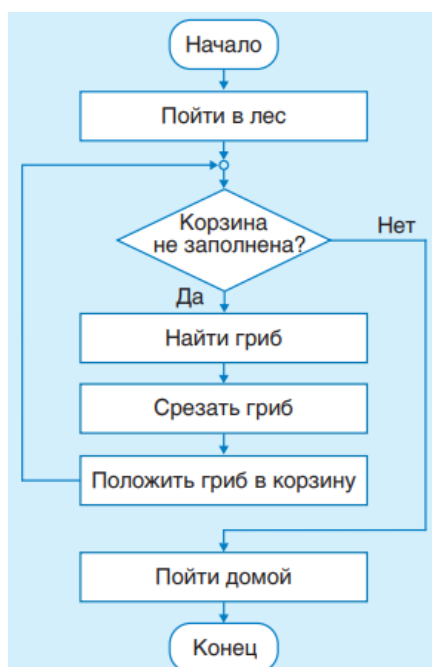 Начало
Пойти в лес
Корзина
не заполнена?
Нет
Да
Найти гриб
Срезать гриб
Положить гриб в корзину
Пойти домой
Конец